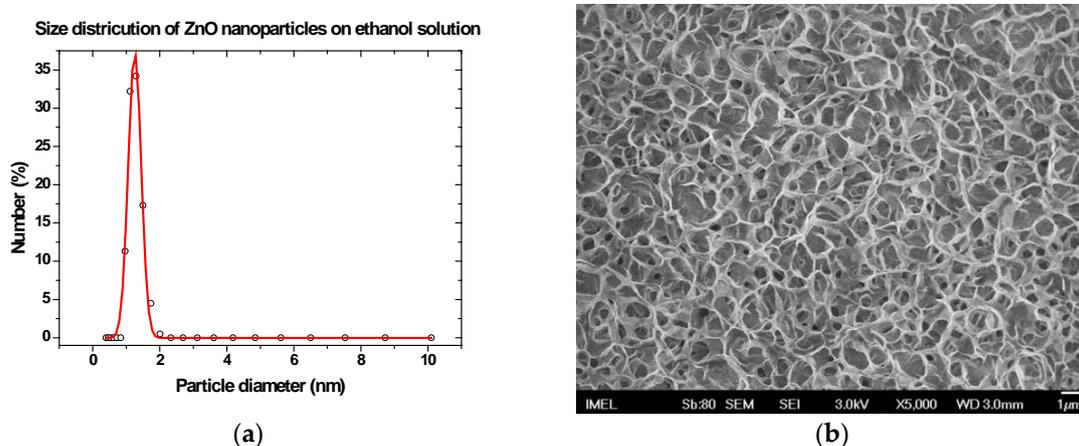 Size districution of ZnO nanoparticles on ethanol solution
35
30
25
20
15
10
5
0
Number (%)
0 2 4 6 8 10
Particle diameter (nm)
IMEL Sb:80 SEM SEI 3.0kV X5,000 WD 3.0mm 1μm
(a) (b)